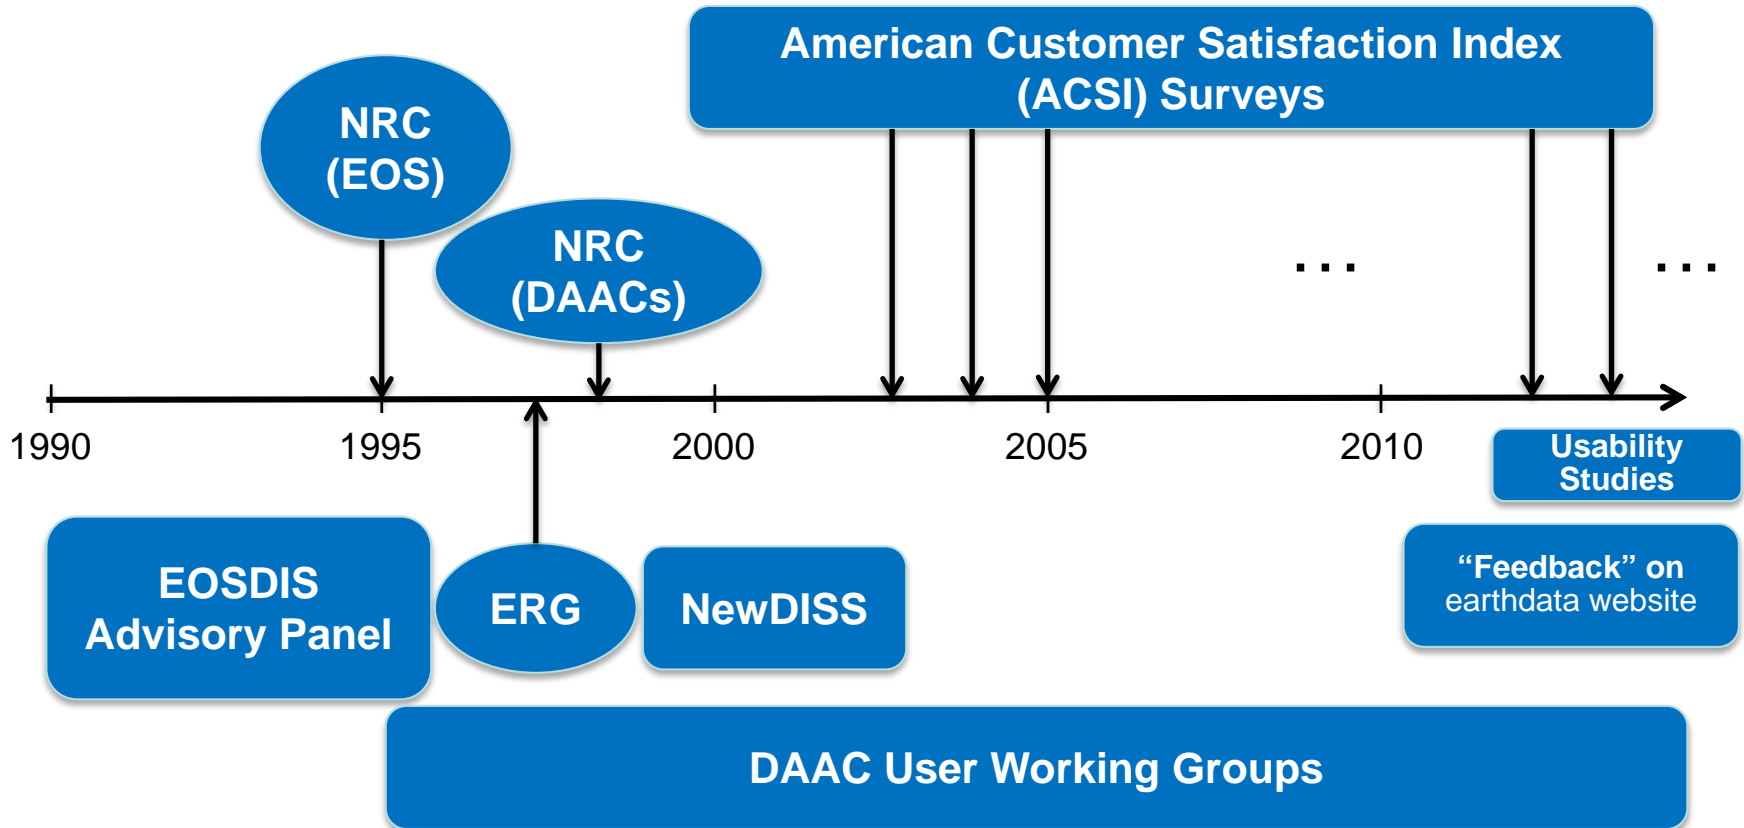 American Customer Satisfaction Index
(ACSI) Surveys
NRC
(EOS)
NRC
(DAACs)
. . .
. . .
1990
1995
2000
2005
2010
Usability
Studies
EOSDIS
Advisory Panel
ERG
NewDISS
“Feedback” on
earthdata website
DAAC User Working Groups